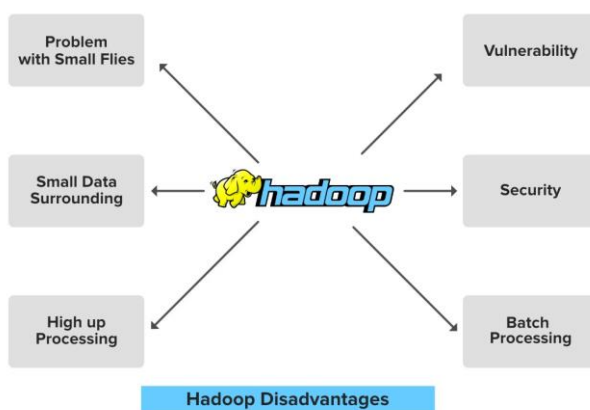 Problem
with Small Flies
Vulnerability
Small Data
Surrounding
hadoop
Security
High up
Processing
Batch
Processing
Hadoop Disadvantages